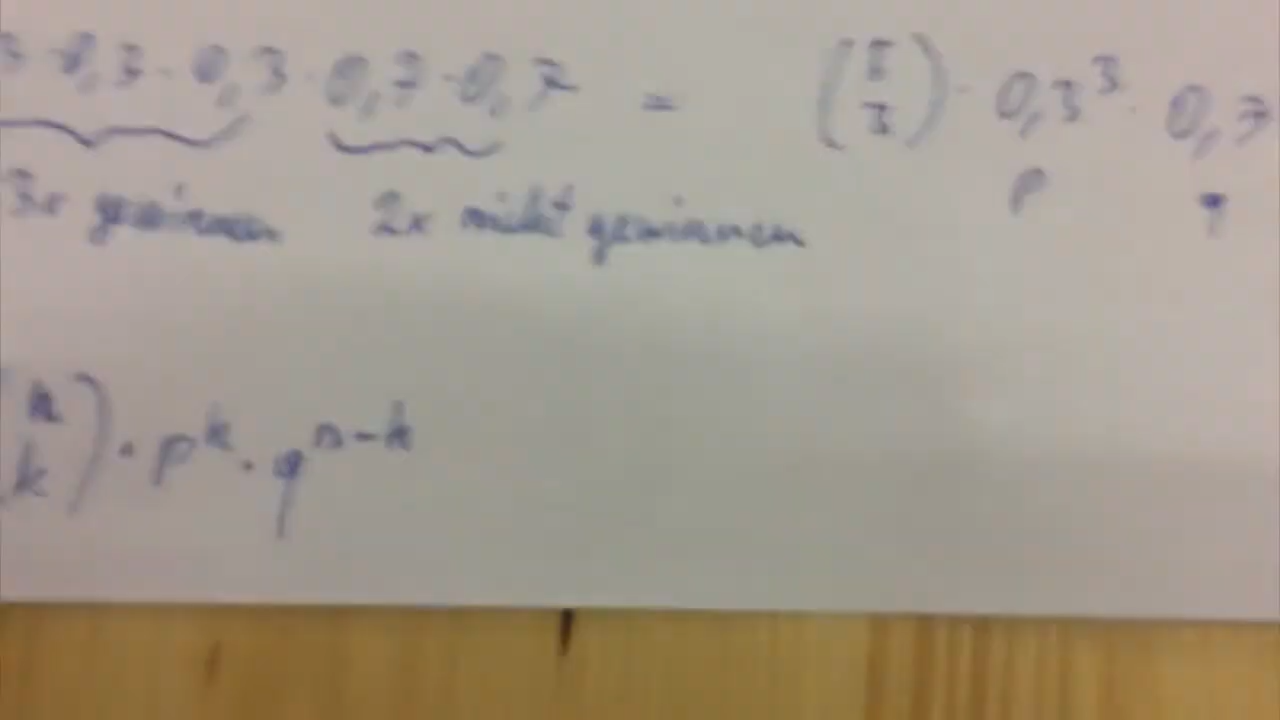 3 · 0,3 · 0,3 · 0,7 · 0,7 = (5 3) · 0,3³ · 0,7
3x gewinnen 2x nicht gewinnen p q
(n k) · p^k · q^(n-k)